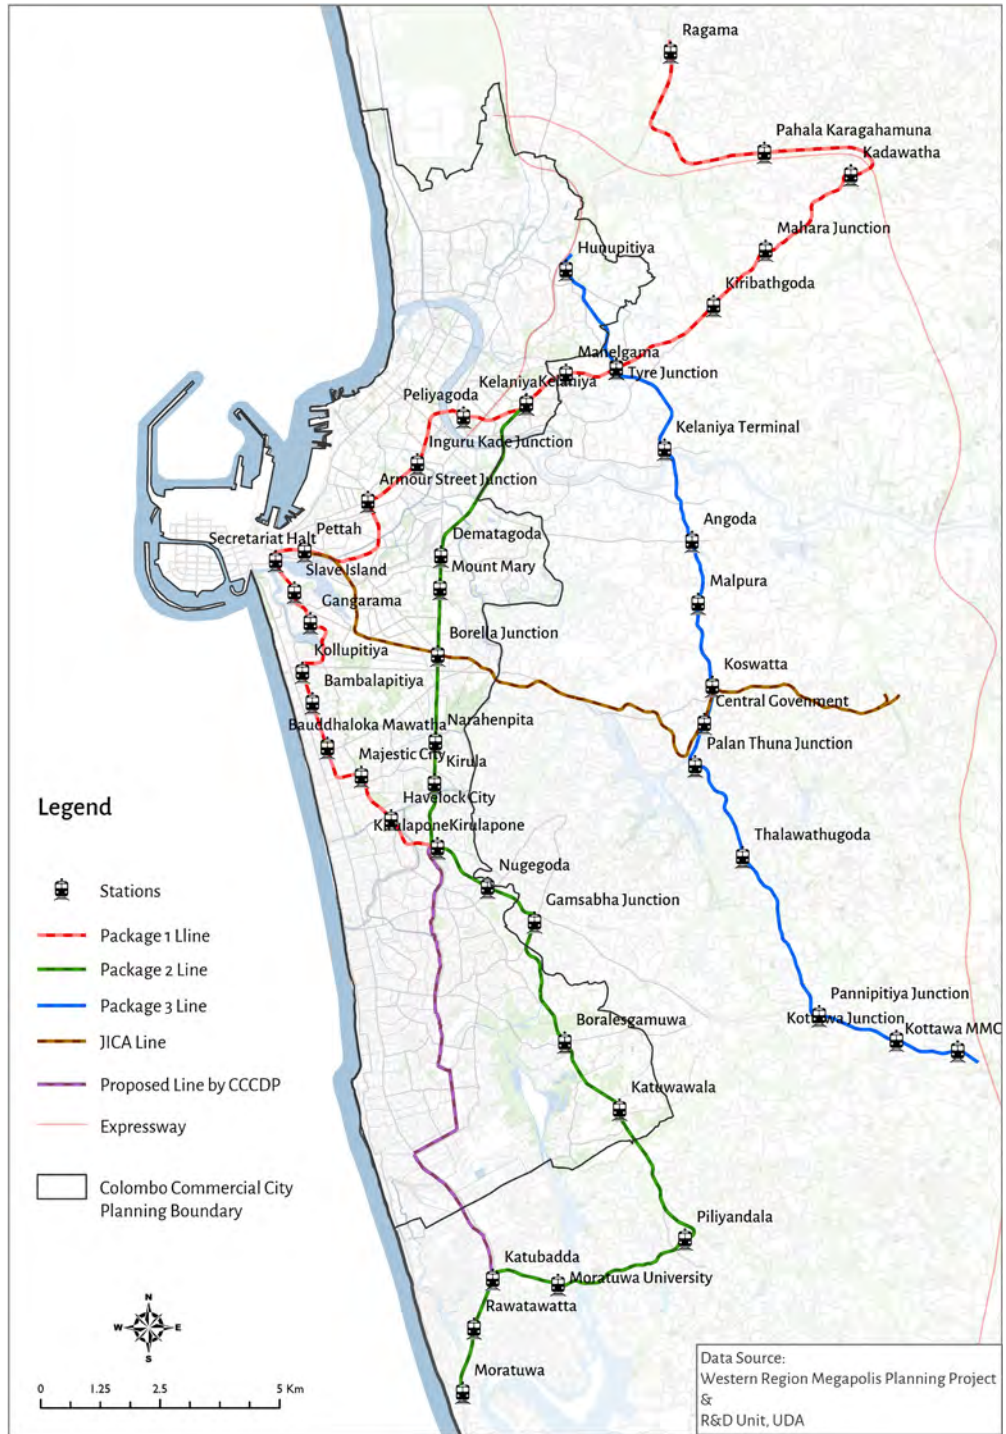 Ragama
Pahala Karagahamuna
Kadawatha
Mahara Junction
Hunupitiya
Kiribathgoda
Manelgama
Tyre Junction
KelaniyaKelaniya
Peliyagoda
Kelaniya Terminal
Inguru Kade Junction
Armour Street Junction
Angoda
Pettah
Dematagoda
Secretariat Halt
Slave Island
Mount Mary
Malpura
Gangarama
Borella Junction
Kollupitiya
Koswatta
Bambalapitiya
Central Govenment
Bauddhaloka Mawatha
Narahenpita
Palan Thuna Junction
Majestic City
Kirula
Havelock City
KirulaponeKirulapone
Thalawathugoda
Nugegoda
Gamsabha Junction
Pannipitiya Junction
Kottawa Junction
Kottawa MMC
Boralesgamuwa
Katuwawala
Piliyandala
Katubadda
Moratuwa University
Rawatawatta
Moratuwa
Legend
Stations
Package 1 Lline
Package 2 Line
Package 3 Line
JICA Line
Proposed Line by CCCDP
Expressway
Colombo Commercial City
Planning Boundary
N
W
E
S
0 1.25 2.5 5 Km
Data Source:
Western Region Megapolis Planning Project
&
R&D Unit, UDA